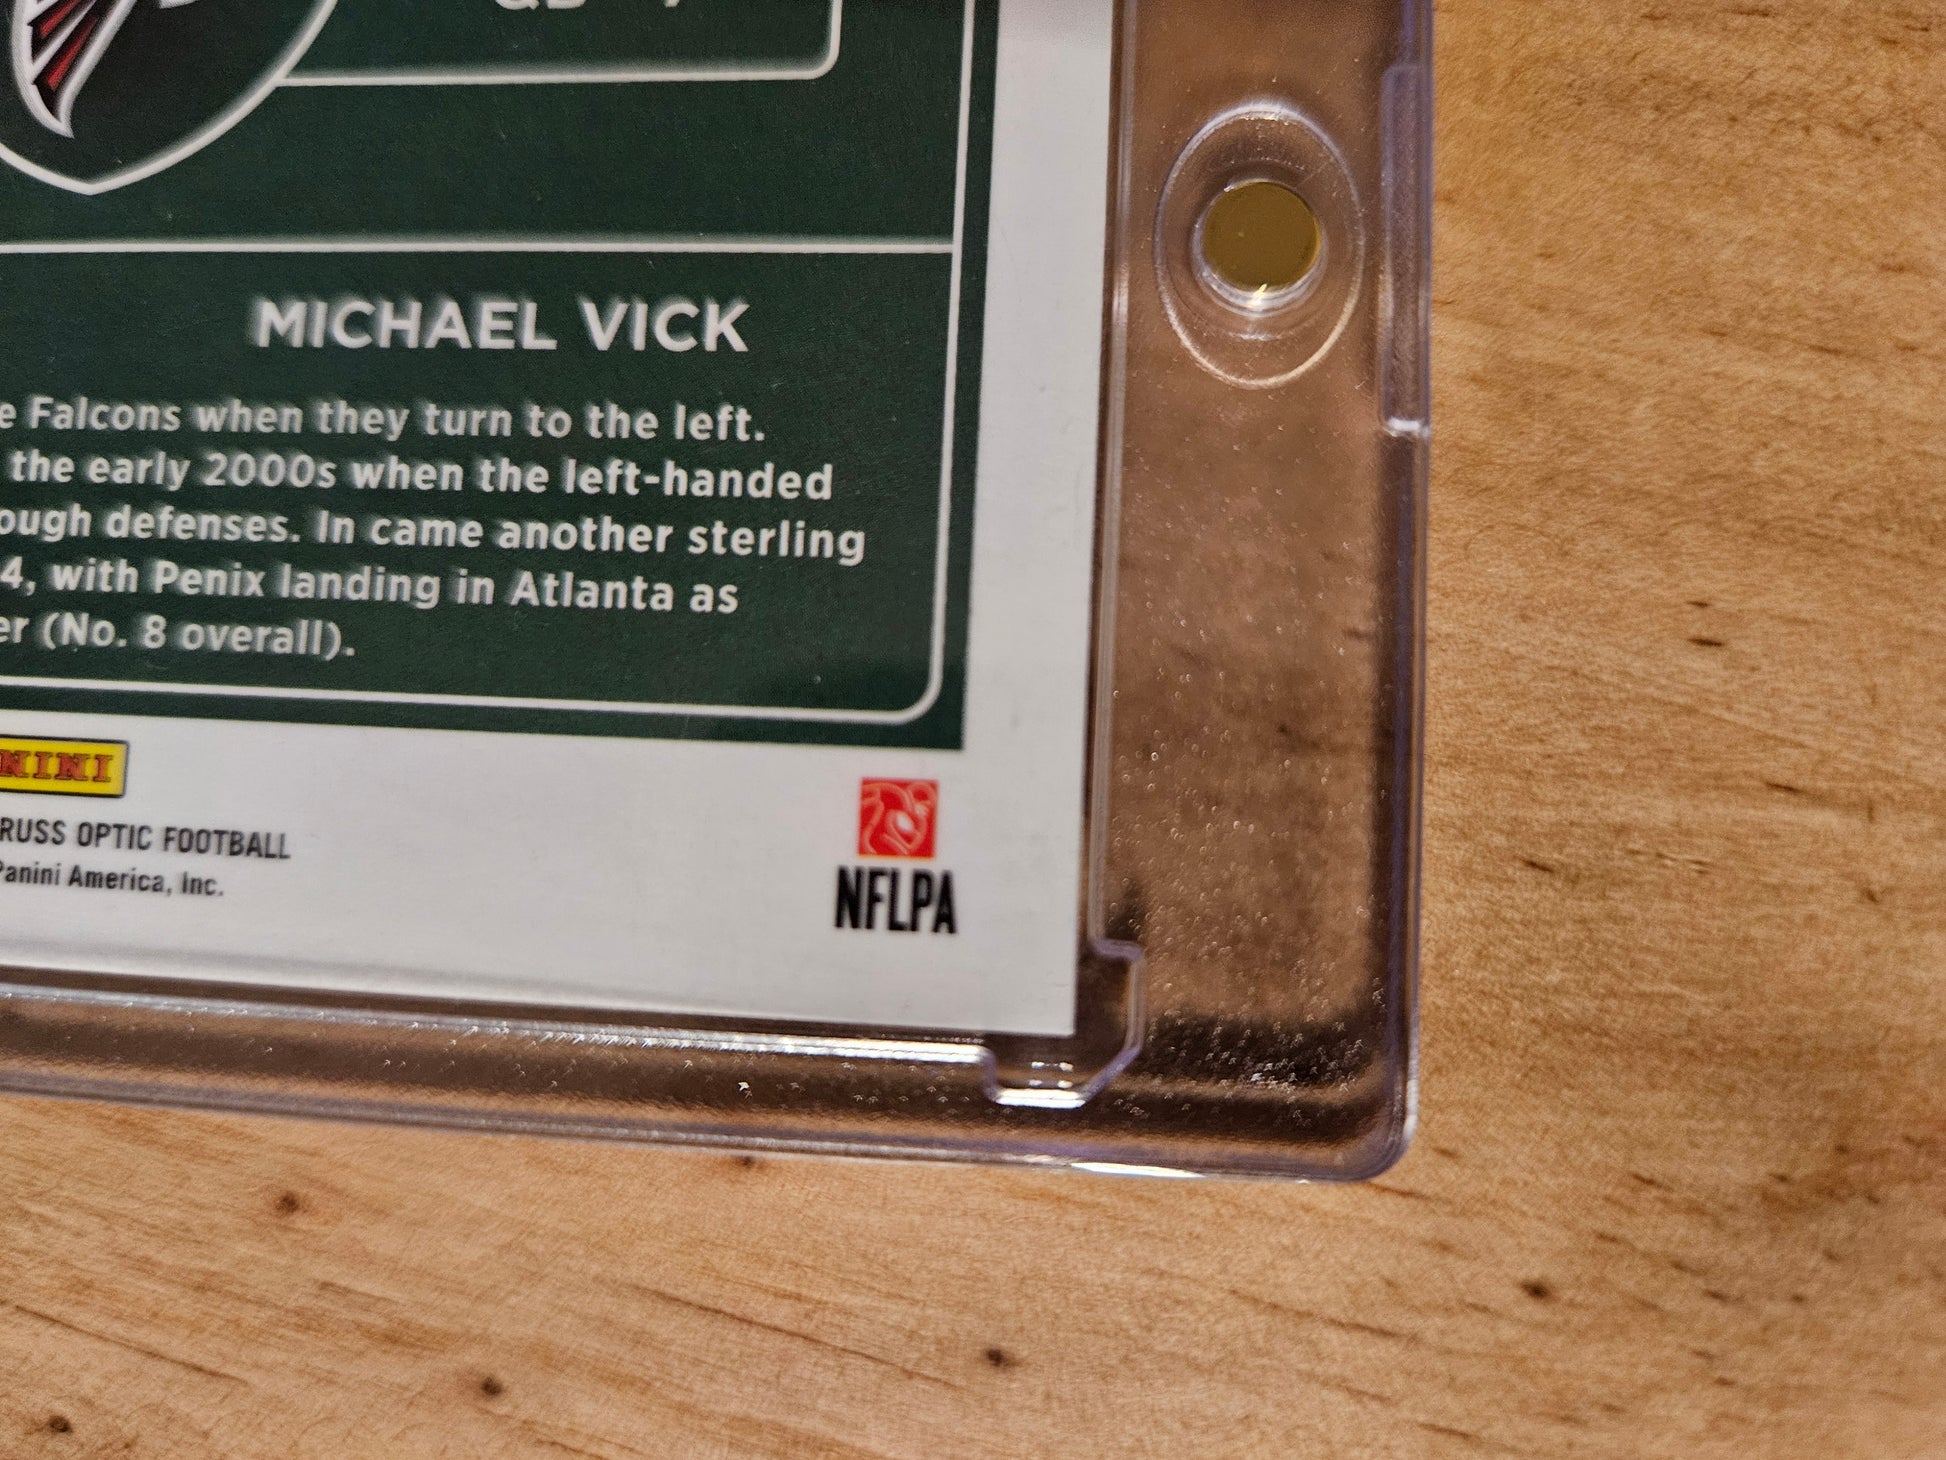 MICHAEL VICK
Falcons when they turn to the left.
the early 2000s when the left-handed
defenses. In came another sterling
4, with Penix landing in Atlanta as
(No. 8 overall).
NINI
RUSS OPTIC FOOTBALL
Panini America, Inc.
NFLPA